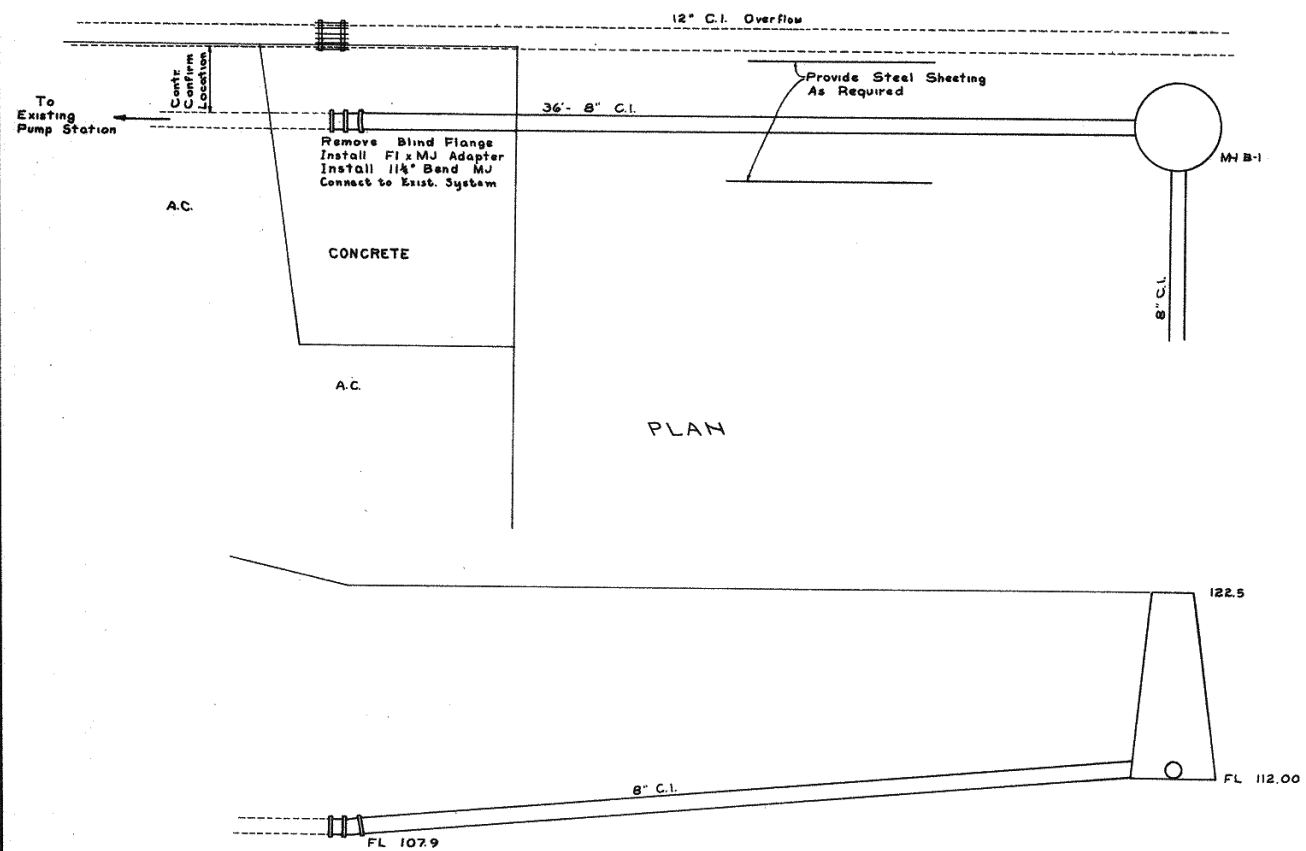 12" C.I. Overflow
Contr.
Confirm
Location
To
Existing
Pump Station
Provide Steel Sheeting
As Required
36'- 8" C.I.
Remove Blind Flange
Install Fl x MJ Adapter
Install 11¼° Bend MJ
Connect to Exist. System
MH B-1
A.C.
CONCRETE
8" C.I.
A.C.
PLAN
122.5
8" C.I.
FL 112.00
FL 107.9